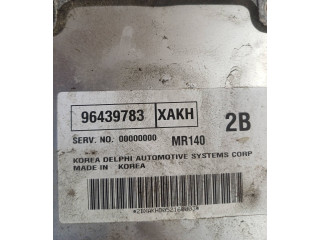 96439783 XAKH 2B
SERV. NO. 00000000 MR140
KOREA DELPHI AUTOMOTIVE SYSTEMS CORP
MADE IN KOREA